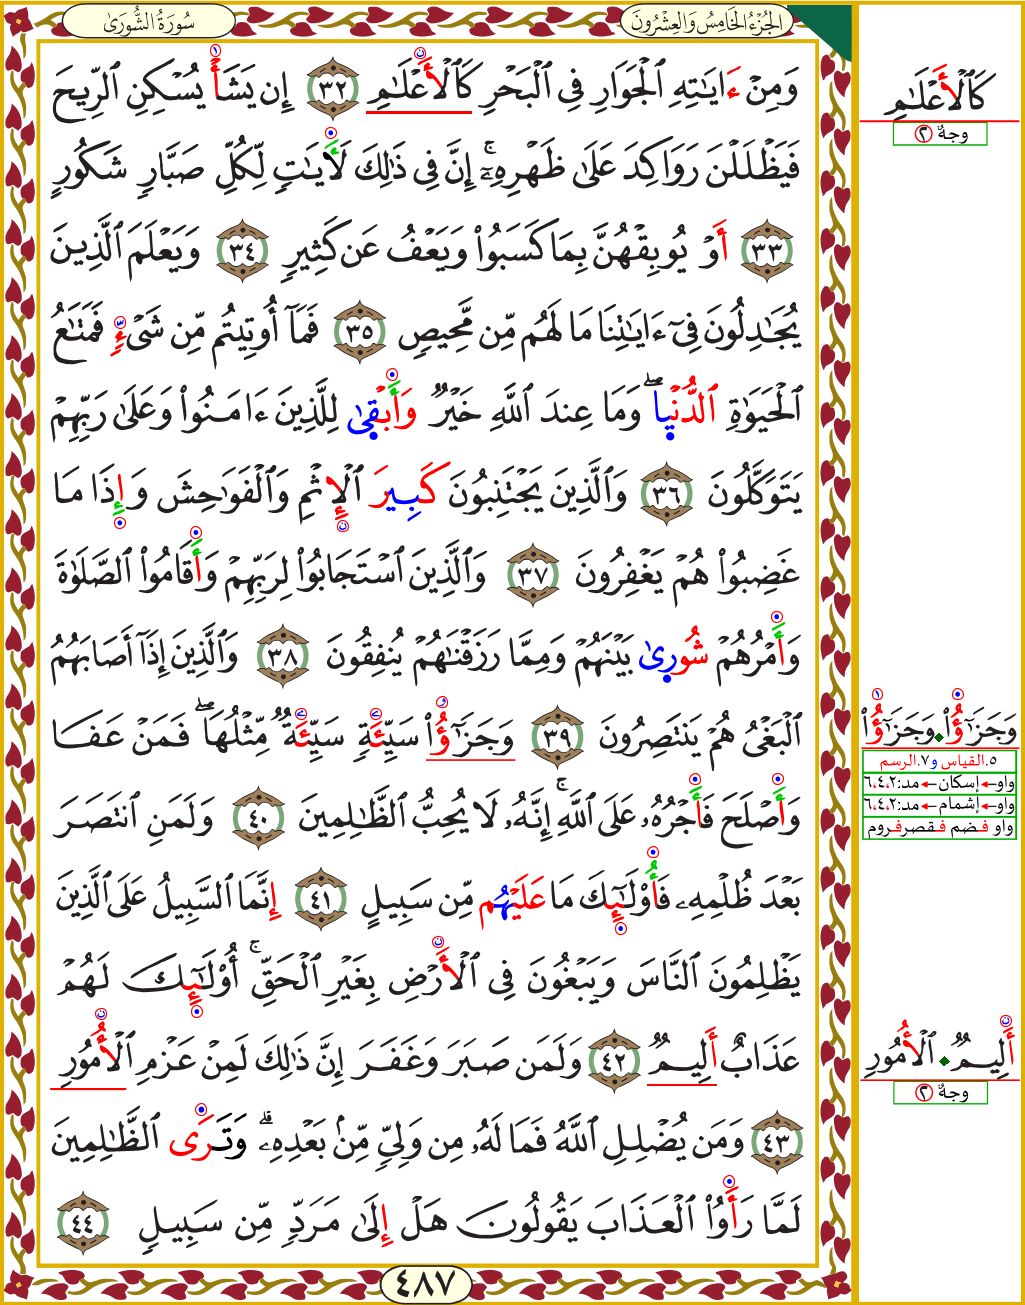 سُورَةُ الشُّورَىٰ
الجُزْءُ الخَامِسُ وَالعِشْرُونَ
وَمِنْ ءَايَٰتِهِ ٱلْجَوَارِ فِى ٱلْبَحْرِ كَٱلْأَعْلَٰمِ ٣٢ إِن يَشَأْ يُسْكِنِ ٱلرِّيحَ
فَيَظْلَلْنَ رَوَاكِدَ عَلَىٰ ظَهْرِهِۦٓ ۚ إِنَّ فِى ذَٰلِكَ لَأَيَٰتٍ لِّكُلِّ صَبَّارٍ شَكُورٍ
٣٣ أَوْ يُوبِقْهُنَّ بِمَا كَسَبُوا۟ وَيَعْفُ عَن كَثِيرٍ ٣٤ وَيَعْلَمَ ٱلَّذِينَ
يُجَٰدِلُونَ فِىٓ ءَايَٰتِنَا مَا لَهُم مِّن مَّحِيصٍ ٣٥ فَمَآ أُوتِيتُم مِّن شَىْءٍ فَمَتَٰعُ
ٱلْحَيَوٰةِ ٱلدُّنْيَا ۖ وَمَا عِندَ ٱللَّهِ خَيْرٌ وَأَبْقَىٰ لِلَّذِينَ ءَامَنُوا۟ وَعَلَىٰ رَبِّهِمْ
يَتَوَكَّلُونَ ٣٦ وَٱلَّذِينَ يَجْتَنِبُونَ كَبِيرَ ٱلْإِثْمِ وَٱلْفَوَٰحِشَ وَإِذَا مَا
غَضِبُوا۟ هُمْ يَغْفِرُونَ ٣٧ وَٱلَّذِينَ ٱسْتَجَابُوا۟ لِرَبِّهِمْ وَأَقَامُوا۟ ٱلصَّلَوٰةَ
وَأَمْرُهُمْ شُورَىٰ بَيْنَهُمْ وَمِمَّا رَزَقْنَٰهُمْ يُنفِقُونَ ٣٨ وَٱلَّذِينَ إِذَآ أَصَابَهُمُ
ٱلْبَغْىُ هُمْ يَنتَصِرُونَ ٣٩ وَجَزَٰٓؤُا۟ سَيِّئَةٍ سَيِّئَةٌ مِّثْلُهَا ۖ فَمَنْ عَفَا
وَأَصْلَحَ فَأَجْرُهُۥ عَلَى ٱللَّهِ ۚ إِنَّهُۥ لَا يُحِبُّ ٱلظَّٰلِمِينَ ٤٠ وَلَمَنِ ٱنتَصَرَ
بَعْدَ ظُلْمِهِۦ فَأُو۟لَٰٓئِكَ مَا عَلَيْهُم مِّن سَبِيلٍ ٤١ إِنَّمَا ٱلسَّبِيلُ عَلَى ٱلَّذِينَ
يَظْلِمُونَ ٱلنَّاسَ وَيَبْغُونَ فِى ٱلْأَرْضِ بِغَيْرِ ٱلْحَقِّ ۚ أُو۟لَٰٓئِكَ لَهُمْ
عَذَابٌ أَلِيمٌ ٤٢ وَلَمَن صَبَرَ وَغَفَرَ إِنَّ ذَٰلِكَ لَمِنْ عَزْمِ ٱلْأُمُورِ
٤٣ وَمَن يُضْلِلِ ٱللَّهُ فَمَا لَهُۥ مِن وَلِىٍّ مِّنۢ بَعْدِهِۦ ۗ وَتَرَى ٱلظَّٰلِمِينَ
لَمَّا رَأَوُا۟ ٱلْعَذَابَ يَقُولُونَ هَلْ إِلَىٰ مَرَدٍّ مِّن سَبِيلٍ ٤٤
٤٨٧
كَٱلْأَعْلَٰمِ
وجهٌ ٢
وَجَزَٰٓؤُا۟ وَجَزَٰٓؤُا۟
٥.القياس و٧.الرسم
واو←إسكان←مد:٦،٤،٢
واو←إشمام←مد:٦،٤،٢
واو فضم فقصرفروم
أَلِيمٌ ٱلْأُمُورِ
وجهٌ ٢